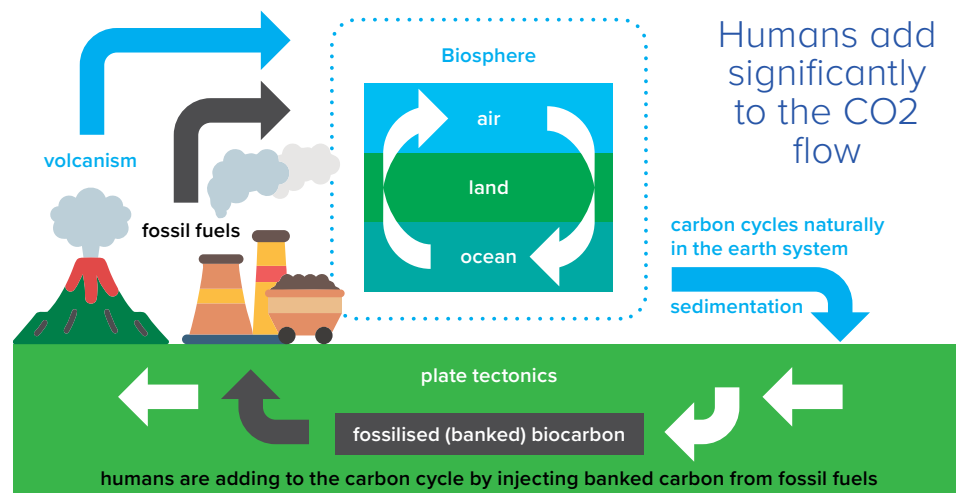 Humans add
significantly
to the CO2
flow
Biosphere
air
land
ocean
volcanism
fossil fuels
carbon cycles naturally
in the earth system
sedimentation
plate tectonics
fossilised (banked) biocarbon
humans are adding to the carbon cycle by injecting banked carbon from fossil fuels